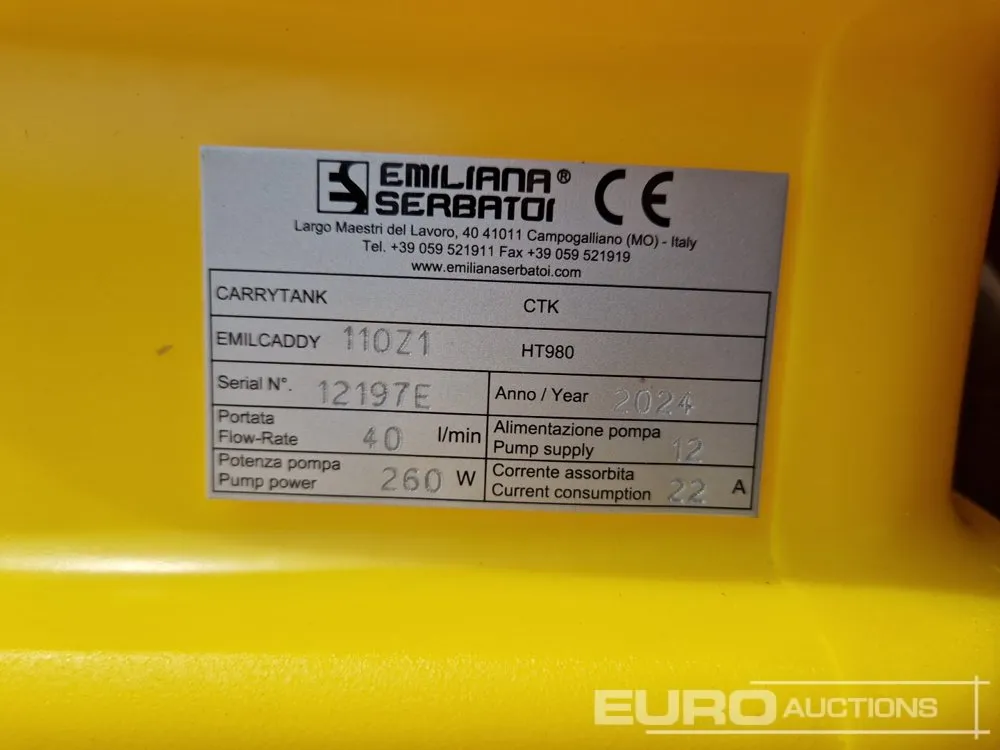 EMILIANA®
SERBATOI
CE
Largo Maestri del Lavoro, 40 41011 Campogalliano (MO) - Italy
Tel. +39 059 521911 Fax +39 059 521919
www.emilianaserbatoi.com
CARRYTANK CTK
EMILCADDY 110Z1 HT980
Serial N°. 12197E Anno / Year 2024
Portata
Flow-Rate 40 l/min
Alimentazione pompa
Pump supply 12
Potenza pompa
Pump power 260 W
Corrente assorbita
Current consumption 22 A
EURO AUCTIONS